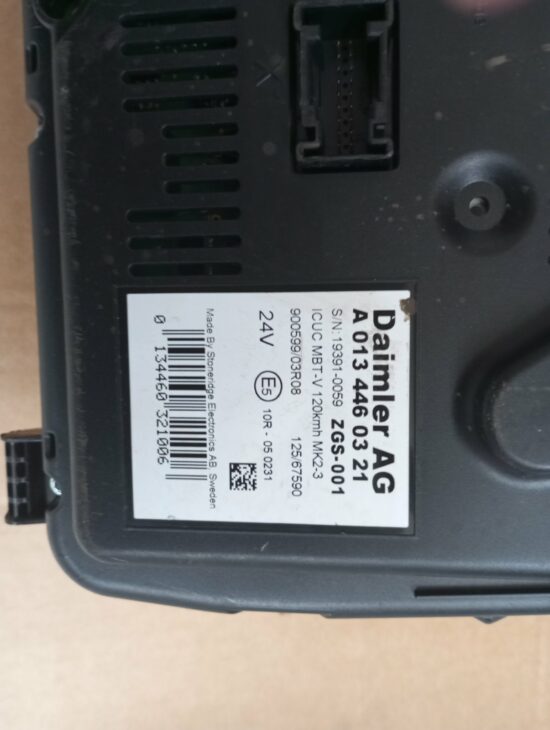 Daimler AG
A 013 446 03 21
S/N:19391-0059 ZGS-001
ICUC MBT-V 120kmh MK2-3
900599/03R08 125/67590
24V E5 10R - 05 0231
Made By Stoneridge Electronics AB, Sweden
0 134460 321006